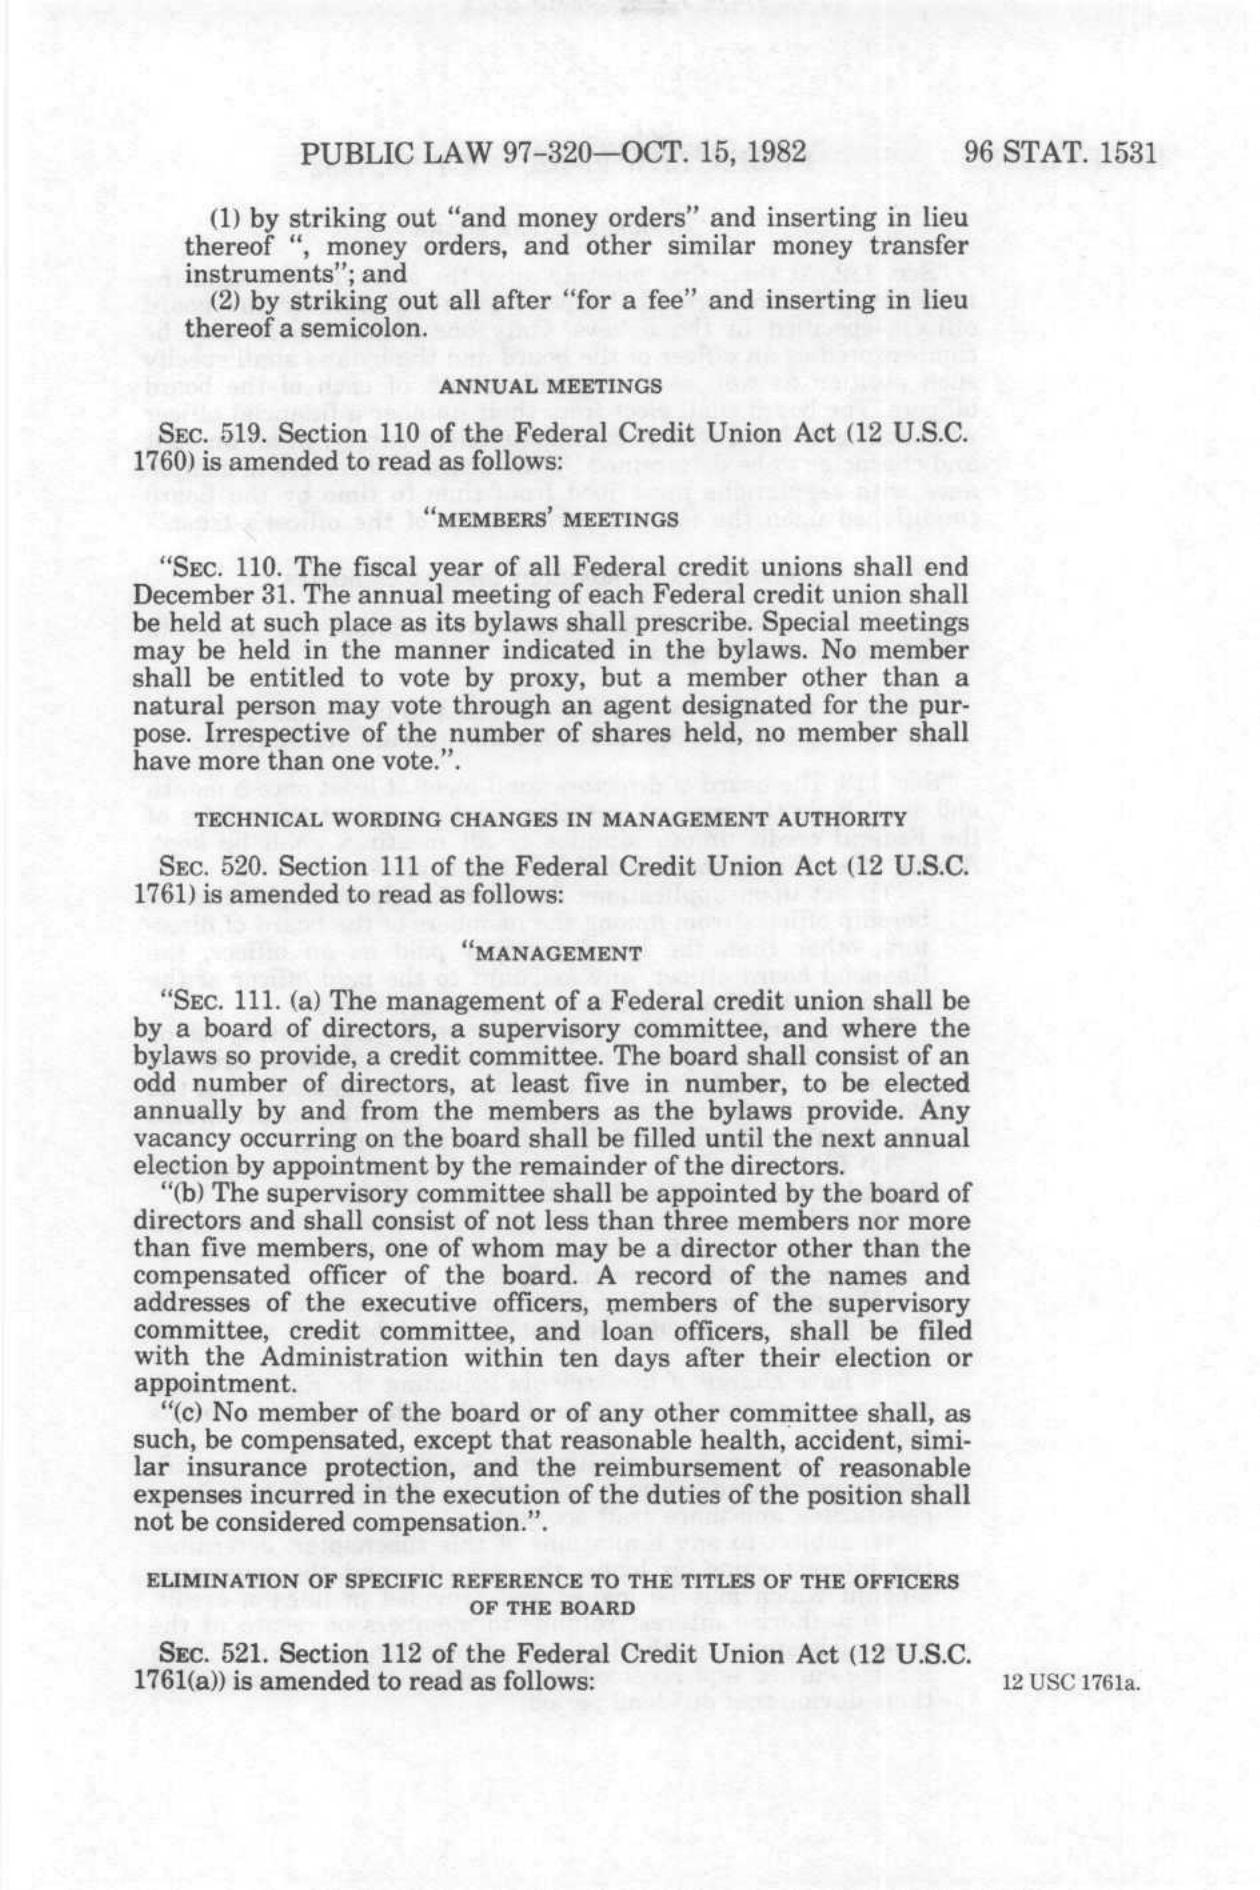 PUBLIC LAW 97-320—OCT. 15, 1982 96 STAT. 1531
(1) by striking out “and money orders” and inserting in lieu
thereof “, money orders, and other similar money transfer
instruments”; and
(2) by striking out all after “for a fee” and inserting in lieu
thereof a semicolon.
ANNUAL MEETINGS
SEC. 519. Section 110 of the Federal Credit Union Act (12 U.S.C.
1760) is amended to read as follows:
“MEMBERS’ MEETINGS
“SEC. 110. The fiscal year of all Federal credit unions shall end
December 31. The annual meeting of each Federal credit union shall
be held at such place as its bylaws shall prescribe. Special meetings
may be held in the manner indicated in the bylaws. No member
shall be entitled to vote by proxy, but a member other than a
natural person may vote through an agent designated for the pur-
pose. Irrespective of the number of shares held, no member shall
have more than one vote.”.
TECHNICAL WORDING CHANGES IN MANAGEMENT AUTHORITY
SEC. 520. Section 111 of the Federal Credit Union Act (12 U.S.C.
1761) is amended to read as follows:
“MANAGEMENT
“SEC. 111. (a) The management of a Federal credit union shall be
by a board of directors, a supervisory committee, and where the
bylaws so provide, a credit committee. The board shall consist of an
odd number of directors, at least five in number, to be elected
annually by and from the members as the bylaws provide. Any
vacancy occurring on the board shall be filled until the next annual
election by appointment by the remainder of the directors.
“(b) The supervisory committee shall be appointed by the board of
directors and shall consist of not less than three members nor more
than five members, one of whom may be a director other than the
compensated officer of the board. A record of the names and
addresses of the executive officers, members of the supervisory
committee, credit committee, and loan officers, shall be filed
with the Administration within ten days after their election or
appointment.
“(c) No member of the board or of any other committee shall, as
such, be compensated, except that reasonable health, accident, simi-
lar insurance protection, and the reimbursement of reasonable
expenses incurred in the execution of the duties of the position shall
not be considered compensation.”.
ELIMINATION OF SPECIFIC REFERENCE TO THE TITLES OF THE OFFICERS
OF THE BOARD
SEC. 521. Section 112 of the Federal Credit Union Act (12 U.S.C.
1761(a)) is amended to read as follows: 12 USC 1761a.